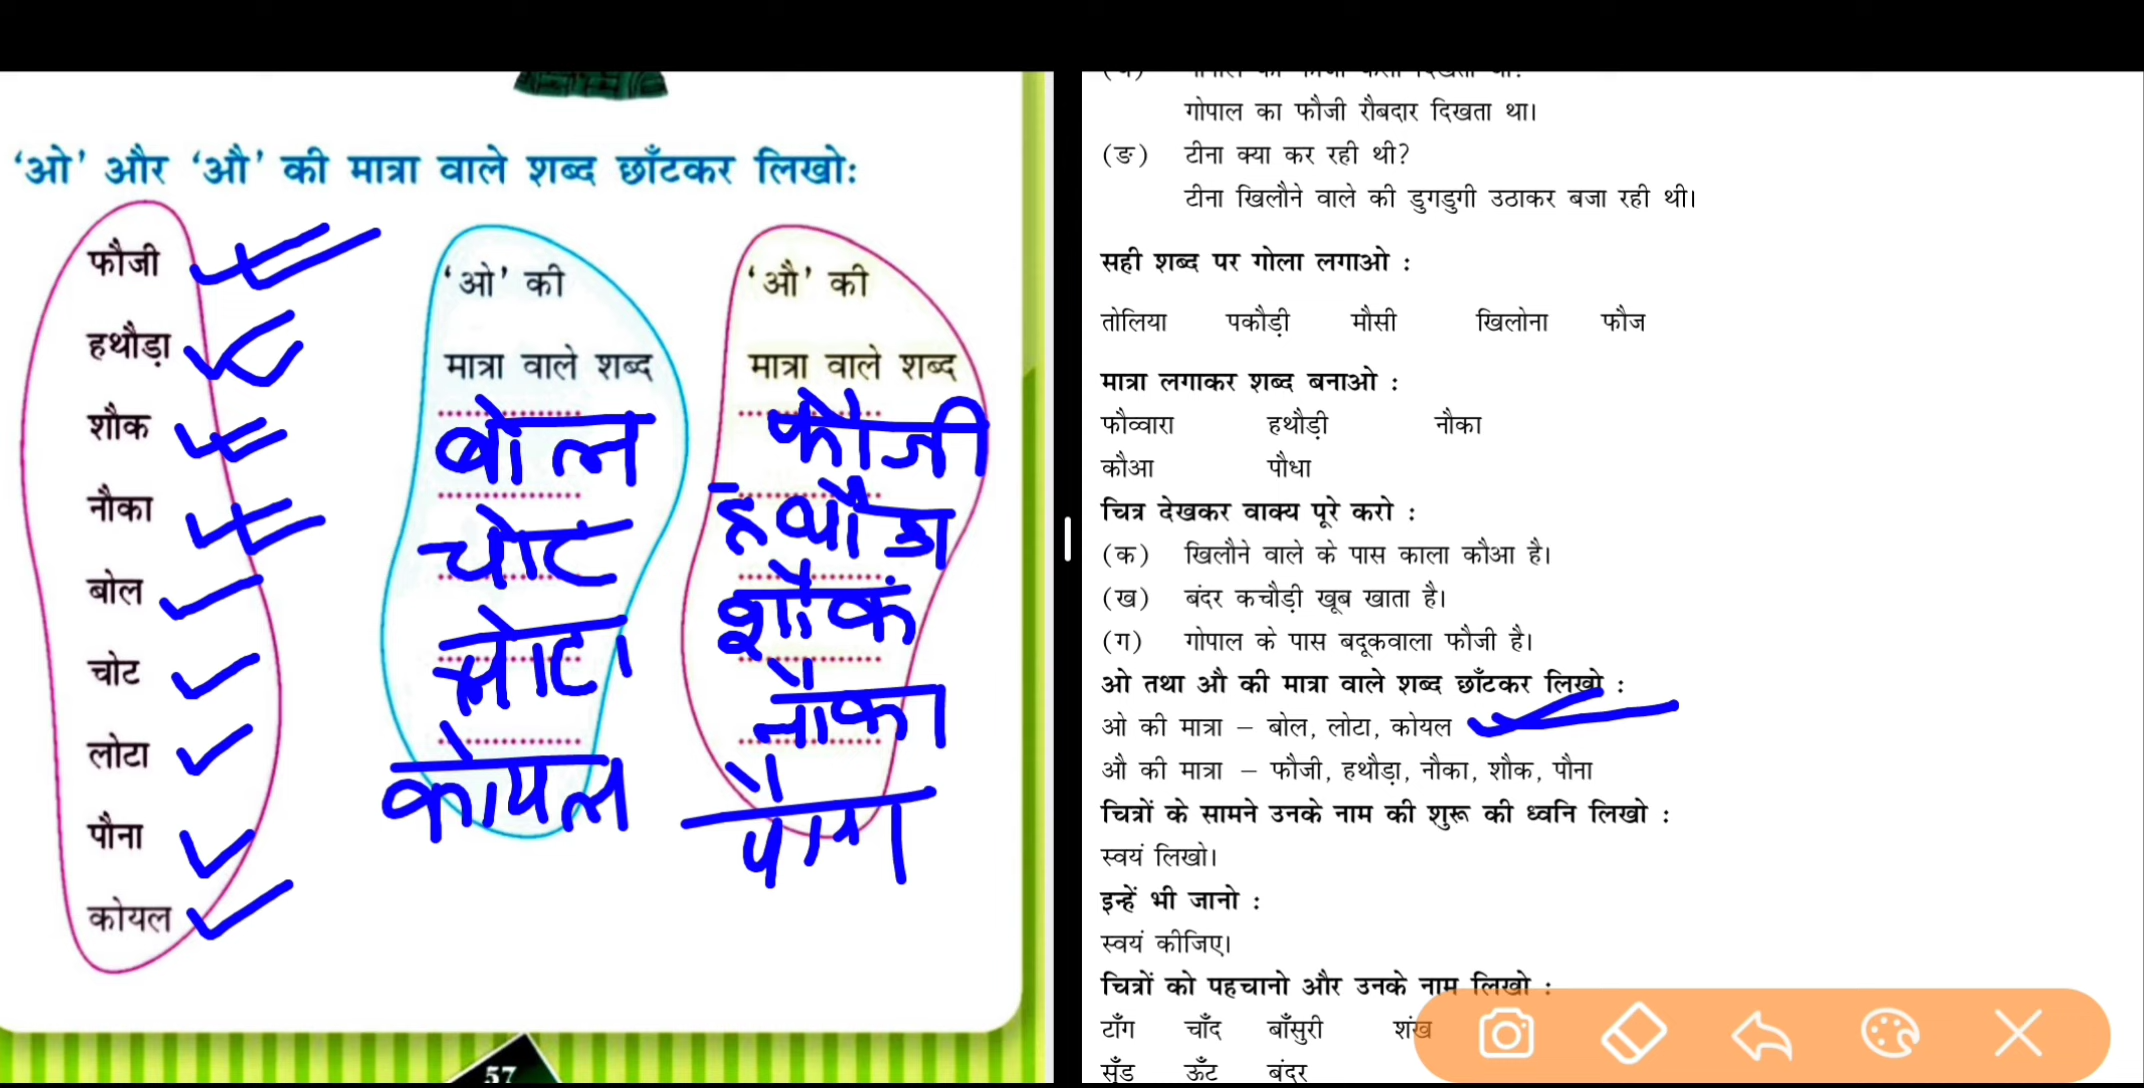 ‘ओ’ और ‘औ’ की मात्रा वाले शब्द छाँटकर लिखोः
फौजी
हथौड़ा
शौक
नौका
बोल
चोट
लोटा
पौना
कोयल
‘ओ’ की
मात्रा वाले शब्द
बोल
चोट
कोयल
‘औ’ की
मात्रा वाले शब्द
फौजी
हथौडा
शौक
नौका
पौना
57
गोपाल का फौजी रौबदार दिखता था।
(ङ) टीना क्या कर रही थी?
टीना खिलौने वाले की डुगडुगी उठाकर बजा रही थी।
सही शब्द पर गोला लगाओ :
तोलिया पकौड़ी मौसी खिलोना फौज
मात्रा लगाकर शब्द बनाओ :
फौव्वारा हथौड़ी नौका
कौआ पौधा
चित्र देखकर वाक्य पूरे करो :
(क) खिलौने वाले के पास काला कौआ है।
(ख) बंदर कचौड़ी खूब खाता है।
(ग) गोपाल के पास बदूकवाला फौजी है।
ओ तथा औ की मात्रा वाले शब्द छाँटकर लिखो :
ओ की मात्रा – बोल, लोटा, कोयल
औ की मात्रा – फौजी, हथौड़ा, नौका, शौक, पौना
चित्रों के सामने उनके नाम की शुरू की ध्वनि लिखो :
स्वयं लिखो।
इन्हें भी जानो :
स्वयं कीजिए।
चित्रों को पहचानो और उनके नाम लिखो :
टाँग चाँद बाँसुरी शंख
सूँड ऊँट बंदर